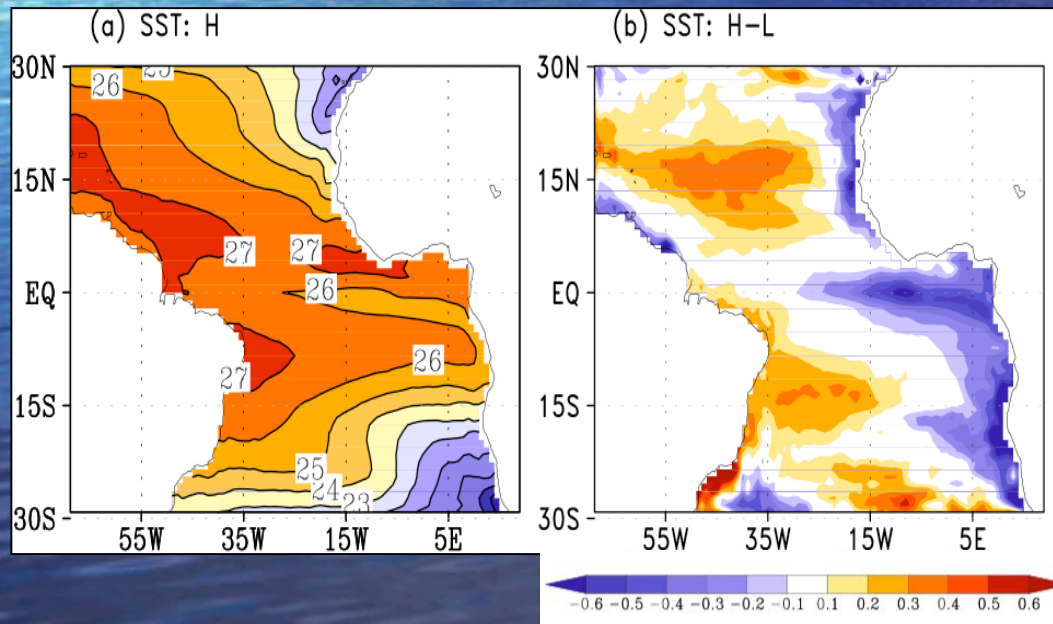 (a) SST: H
(b) SST: H-L
30N
15N
EQ
15S
30S
55W 35W 15W 5E
25
26
27
27
26
27
26
25
24
23
30N
15N
EQ
15S
30S
55W 35W 15W 5E
-0.6 -0.5 -0.4 -0.3 -0.2 -0.1 0.1 0.2 0.3 0.4 0.5 0.6